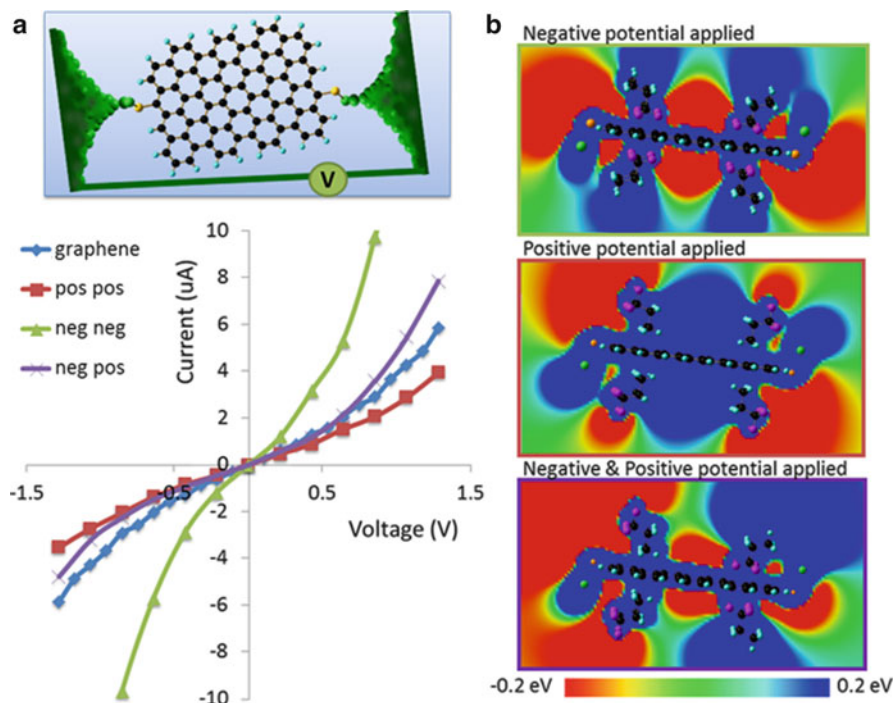 a
V
graphene
pos pos
neg neg
neg pos
Current (uA)
10
8
6
4
2
0
-2
-4
-6
-8
-10
-1.5
-0.5
0.5
1.5
Voltage (V)
b
Negative potential applied
Positive potential applied
Negative & Positive potential applied
-0.2 eV
0.2 eV